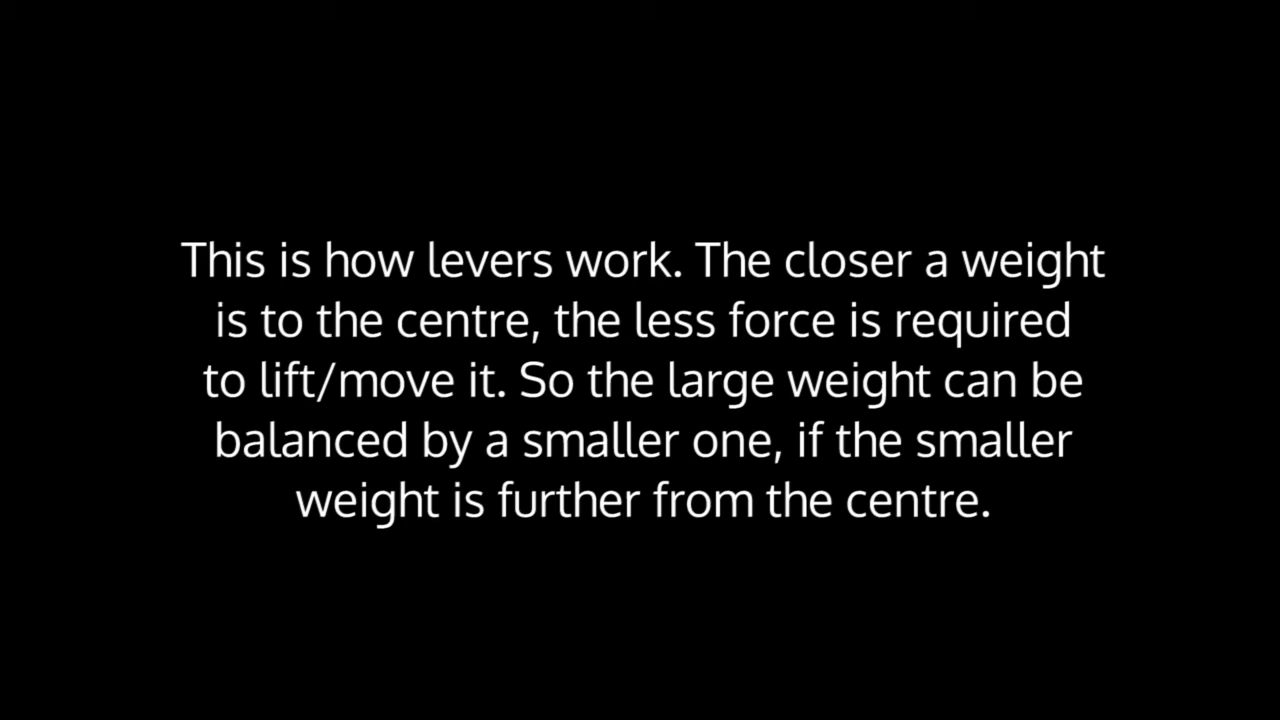 This is how levers work. The closer a weight
is to the centre, the less force is required
to lift/move it. So the large weight can be
balanced by a smaller one, if the smaller
weight is further from the centre.